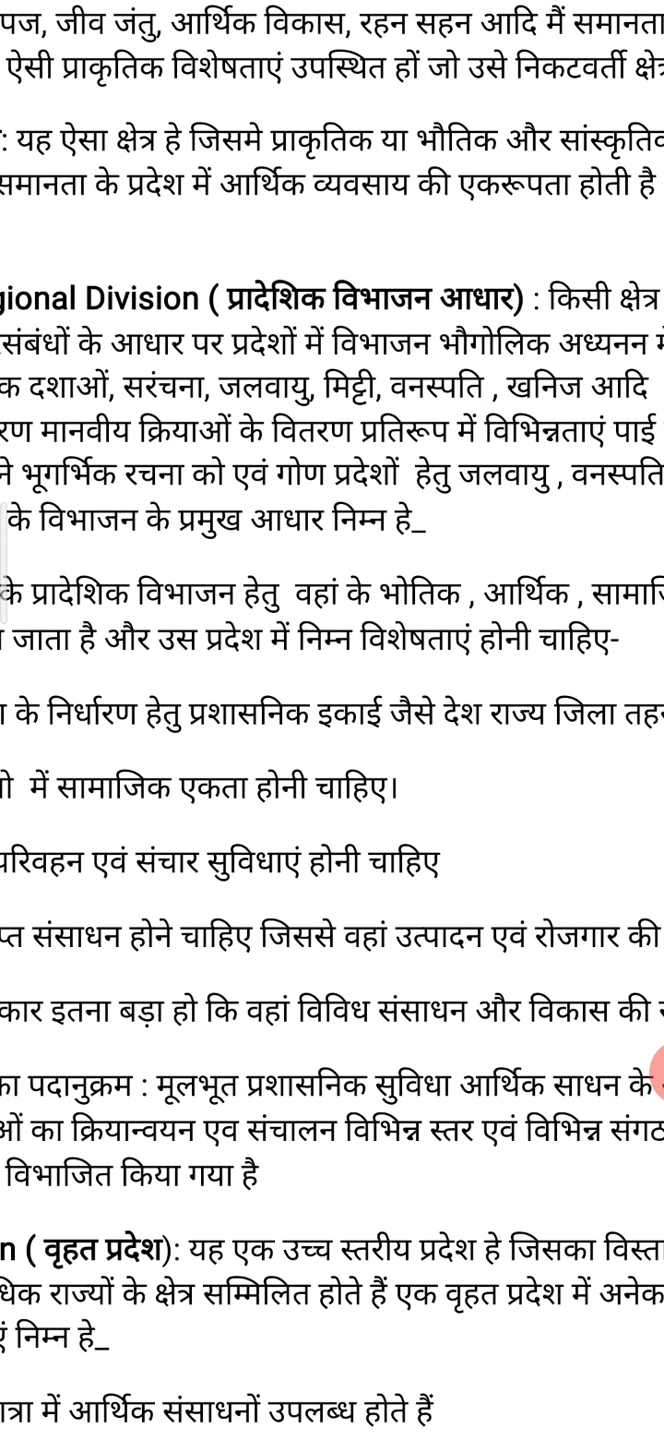 पज, जीव जंतु, आर्थिक विकास, रहन सहन आदि मैं समानता
ऐसी प्राकृतिक विशेषताएं उपस्थित हों जो उसे निकटवर्ती
: यह ऐसा क्षेत्र हे जिसमे प्राकृतिक या भौतिक और
समानता के प्रदेश में आर्थिक व्यवसाय की एकरूपता होती है
gional Division ( प्रादेशिक विभाजन आधार) : किसी क्षेत्र
संबंधों के आधार पर प्रदेशों में विभाजन भौगोलिक अध्यनन
क दशाओं, सरंचना, जलवायु, मिट्टी, वनस्पति , खनिज आदि
रण मानवीय क्रियाओं के वितरण प्रतिरूप में विभिन्नताएं पाई
ने भूगर्भिक रचना को एवं गोण प्रदेशों हेतु जलवायु , वनस्पति
के विभाजन के प्रमुख आधार निम्न हे_
के प्रादेशिक विभाजन हेतु वहां के भोतिक , आर्थिक ,
जाता है और उस प्रदेश में निम्न विशेषताएं होनी चाहिए-
के निर्धारण हेतु प्रशासनिक इकाई जैसे देश राज्य जिला
में सामाजिक एकता होनी चाहिए।
परिवहन एवं संचार सुविधाएं होनी चाहिए
प्त संसाधन होने चाहिए जिससे वहां उत्पादन एवं रोजगार की
कार इतना बड़ा हो कि वहां विविध संसाधन और विकास की
का पदानुक्रम : मूलभूत प्रशासनिक सुविधा आर्थिक साधन के
ओं का क्रियान्वयन एव संचालन विभिन्न स्तर एवं विभिन्न
विभाजित किया गया है
n ( वृहत प्रदेश): यह एक उच्च स्तरीय प्रदेश हे जिसका
धिक राज्यों के क्षेत्र सम्मिलित होते हैं एक वृहत प्रदेश में अनेक
निम्न हे_
त्रा में आर्थिक संसाधनों उपलब्ध होते हैं